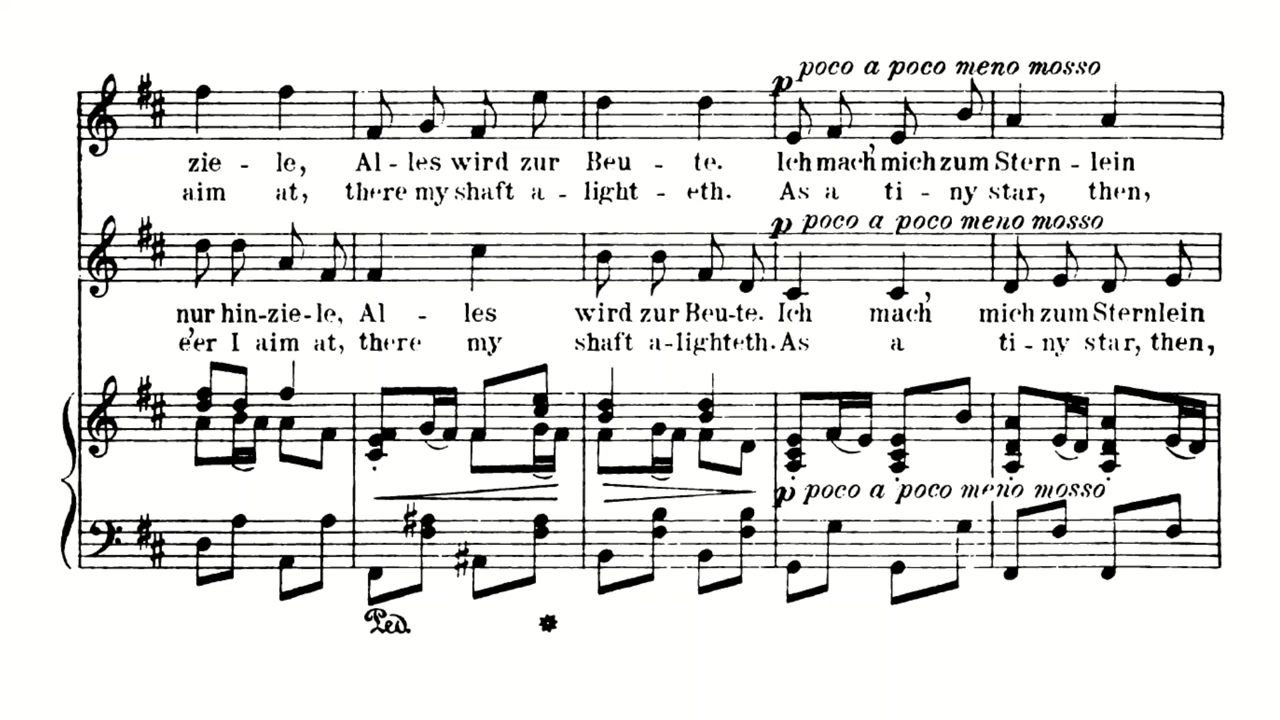 p poco a poco meno mosso
zie - le, Al - les wird zur Beu - te. Ich mach' mich zum Stern - lein
aim at, there my shaft a - light - eth. As a ti - ny star, then,
p poco a poco meno mosso
nur hin-zie-le, Al - les wird zur Beu-te. Ich mach' mich zum Sternlein
e'er I aim at, there my shaft a-lighteth. As a ti - ny star, then,
p poco a poco meno mosso
Ped.